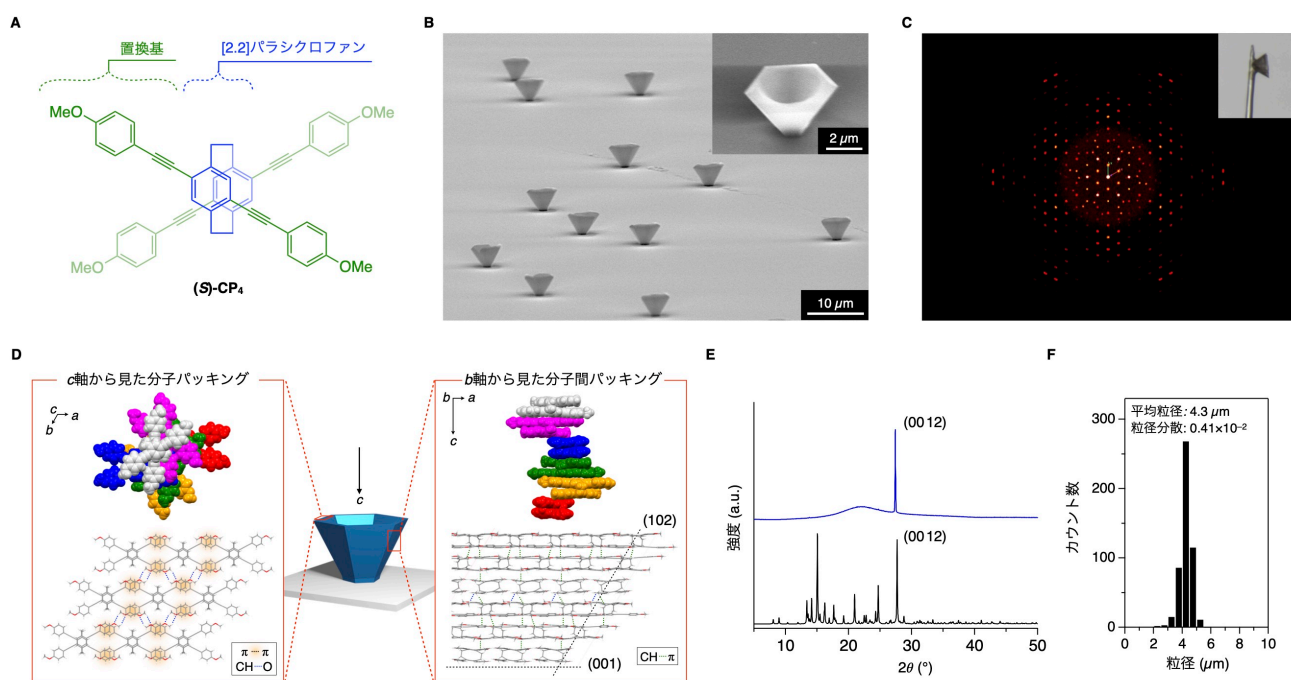 A
置換基
[2.2]パラシクロファン
MeO
OMe
MeO
OMe
(S)-CP4
B
2 µm
10 µm
C
D
c軸から見た分子パッキング
c
a
b
π┄π
CH┄O
c
b軸から見た分子間パッキング
b
a
c
(102)
(001)
CH┄π
E
強度 (a.u.)
(00 12)
(00 12)
10
20
30
40
50
2θ (°)
F
平均粒径: 4.3 µm
粒径分散: 0.41×10⁻²
カウント数
300
200
100
0
0
2
4
6
8
10
粒径 (µm)